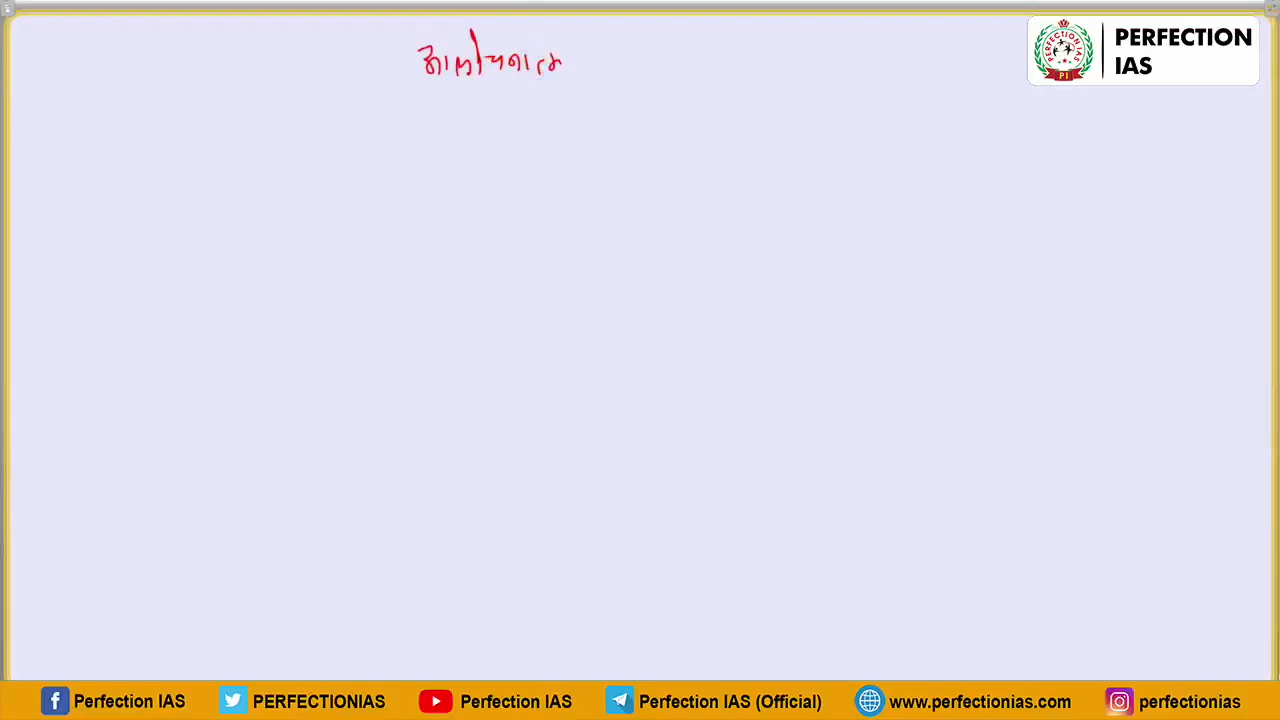 PERFECTION
IAS
Perfection IAS
PERFECTIONIAS
Perfection IAS
Perfection IAS (Official)
www.perfectionias.com
perfectionias